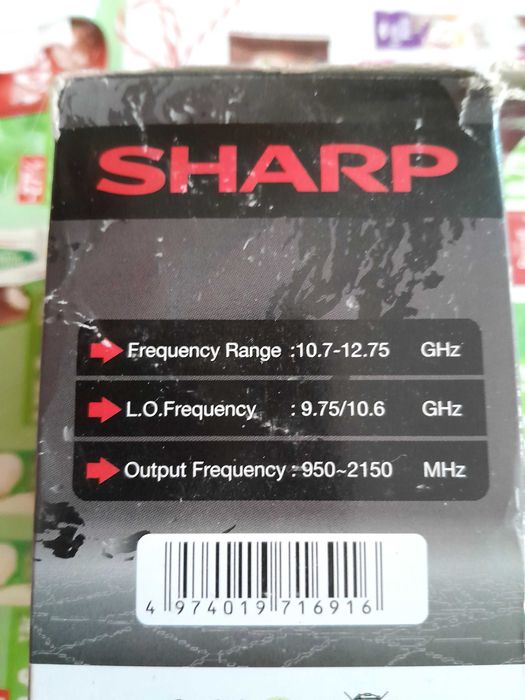 SHARP
Frequency Range :10.7-12.75 GHz
L.O.Frequency : 9.75/10.6 GHz
Output Frequency : 950~2150 MHz
4 974019 716916